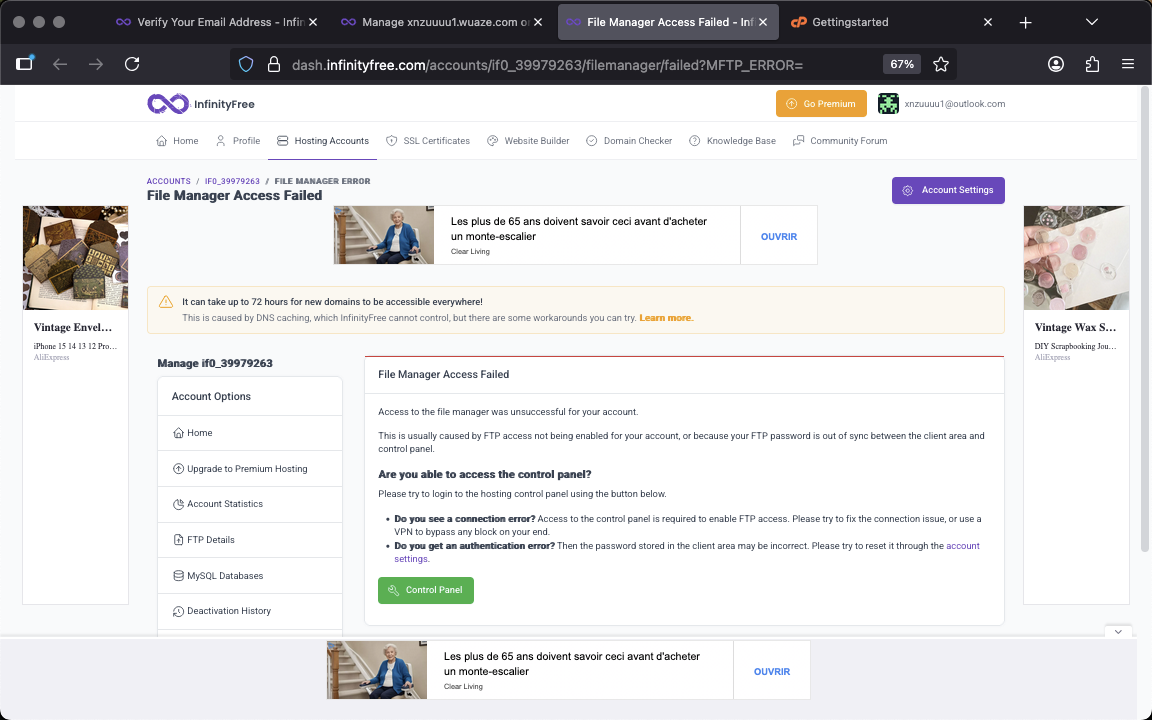 Verify Your Email Address - Infin
Manage xnzuuuu1.wuaze.com on
File Manager Access Failed - Inf
Gettingstarted
dash.infinityfree.com/accounts/if0_39979263/filemanager/failed?MFTP_ERROR=
67%
InfinityFree
Go Premium
xnzuuuu1@outlook.com
Home
Profile
Hosting Accounts
SSL Certificates
Website Builder
Domain Checker
Knowledge Base
Community Forum
ACCOUNTS / IF0_39979263 / FILE MANAGER ERROR
File Manager Access Failed
Account Settings
Les plus de 65 ans doivent savoir ceci avant d'acheter
un monte-escalier
Clear Living
OUVRIR
Vintage Envel...
iPhone 15 14 13 12 Pro...
AliExpress
Vintage Wax S...
DIY Scrapbooking Jou...
AliExpress
It can take up to 72 hours for new domains to be accessible everywhere!
This is caused by DNS caching, which InfinityFree cannot control, but there are some workarounds you can try. Learn more.
Manage if0_39979263
Account Options
Home
Upgrade to Premium Hosting
Account Statistics
FTP Details
MySQL Databases
Deactivation History
File Manager Access Failed
Access to the file manager was unsuccessful for your account.
This is usually caused by FTP access not being enabled for your account, or because your FTP password is out of sync between the client area and
control panel.
Are you able to access the control panel?
Please try to login to the hosting control panel using the button below.
• Do you see a connection error? Access to the control panel is required to enable FTP access. Please try to fix the connection issue, or use a
VPN to bypass any block on your end.
• Do you get an authentication error? Then the password stored in the client area may be incorrect. Please try to reset it through the account
settings.
Control Panel
Les plus de 65 ans doivent savoir ceci avant d'acheter
un monte-escalier
Clear Living
OUVRIR